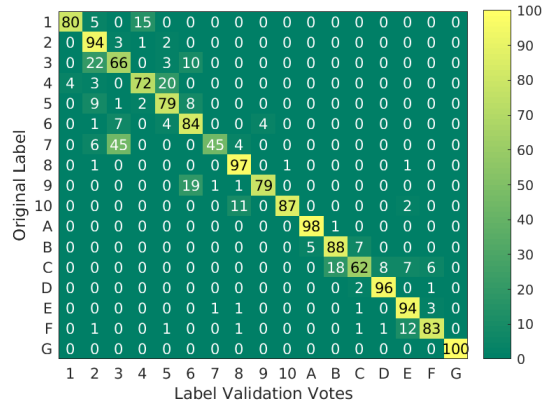 1 80 5 0 15 0 0 0 0 0 0 0 0 0 0 0 0 0
2 0 94 3 1 2 0 0 0 0 0 0 0 0 0 0 0 0
3 0 22 66 0 3 10 0 0 0 0 0 0 0 0 0 0 0
4 4 3 0 72 20 0 0 0 0 0 0 0 0 0 0 0 0
5 0 9 1 2 79 8 0 0 0 0 0 0 0 0 0 0 0
6 0 1 7 0 4 84 0 0 4 0 0 0 0 0 0 0 0
7 0 6 45 0 0 0 45 4 0 0 0 0 0 0 0 0 0
8 0 1 0 0 0 0 0 97 0 1 0 0 0 0 1 0 0
9 0 0 0 0 0 19 1 1 79 0 0 0 0 0 0 0 0
10 0 0 0 0 0 0 0 11 0 87 0 0 0 0 2 0 0
A 0 0 0 0 0 0 0 0 0 0 98 1 0 0 0 0 0
B 0 0 0 0 0 0 0 0 0 0 5 88 7 0 0 0 0
C 0 0 0 0 0 0 0 0 0 0 0 18 62 8 7 6 0
D 0 0 0 0 0 0 0 0 0 0 0 0 2 96 0 1 0
E 0 0 0 0 0 0 1 1 0 0 0 0 1 0 94 3 0
F 0 1 0 0 1 0 0 1 0 0 0 0 1 1 12 83 0
G 0 0 0 0 0 0 0 0 0 0 0 0 0 0 0 0 100
1 2 3 4 5 6 7 8 9 10 A B C D E F G
Label Validation Votes
Original Label
100
90
80
70
60
50
40
30
20
10
0